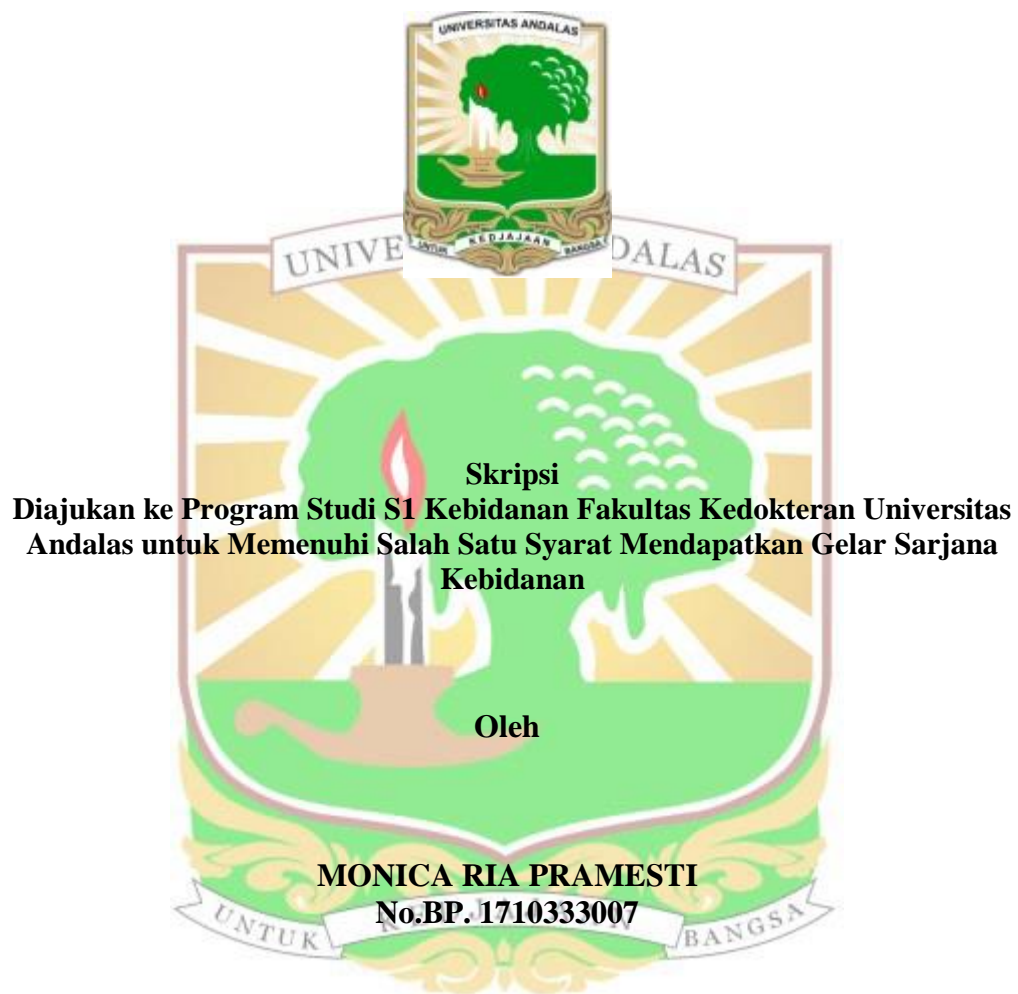 UNIVERSITAS ANDALAS
UNTUK KEDJAJAAN BANGSA
UNIVE DALAS
Skripsi
Diajukan ke Program Studi S1 Kebidanan Fakultas Kedokteran Universitas
Andalas untuk Memenuhi Salah Satu Syarat Mendapatkan Gelar Sarjana
Kebidanan
Oleh
MONICA RIA PRAMESTI
No.BP. 1710333007
UNTUK BANGSA